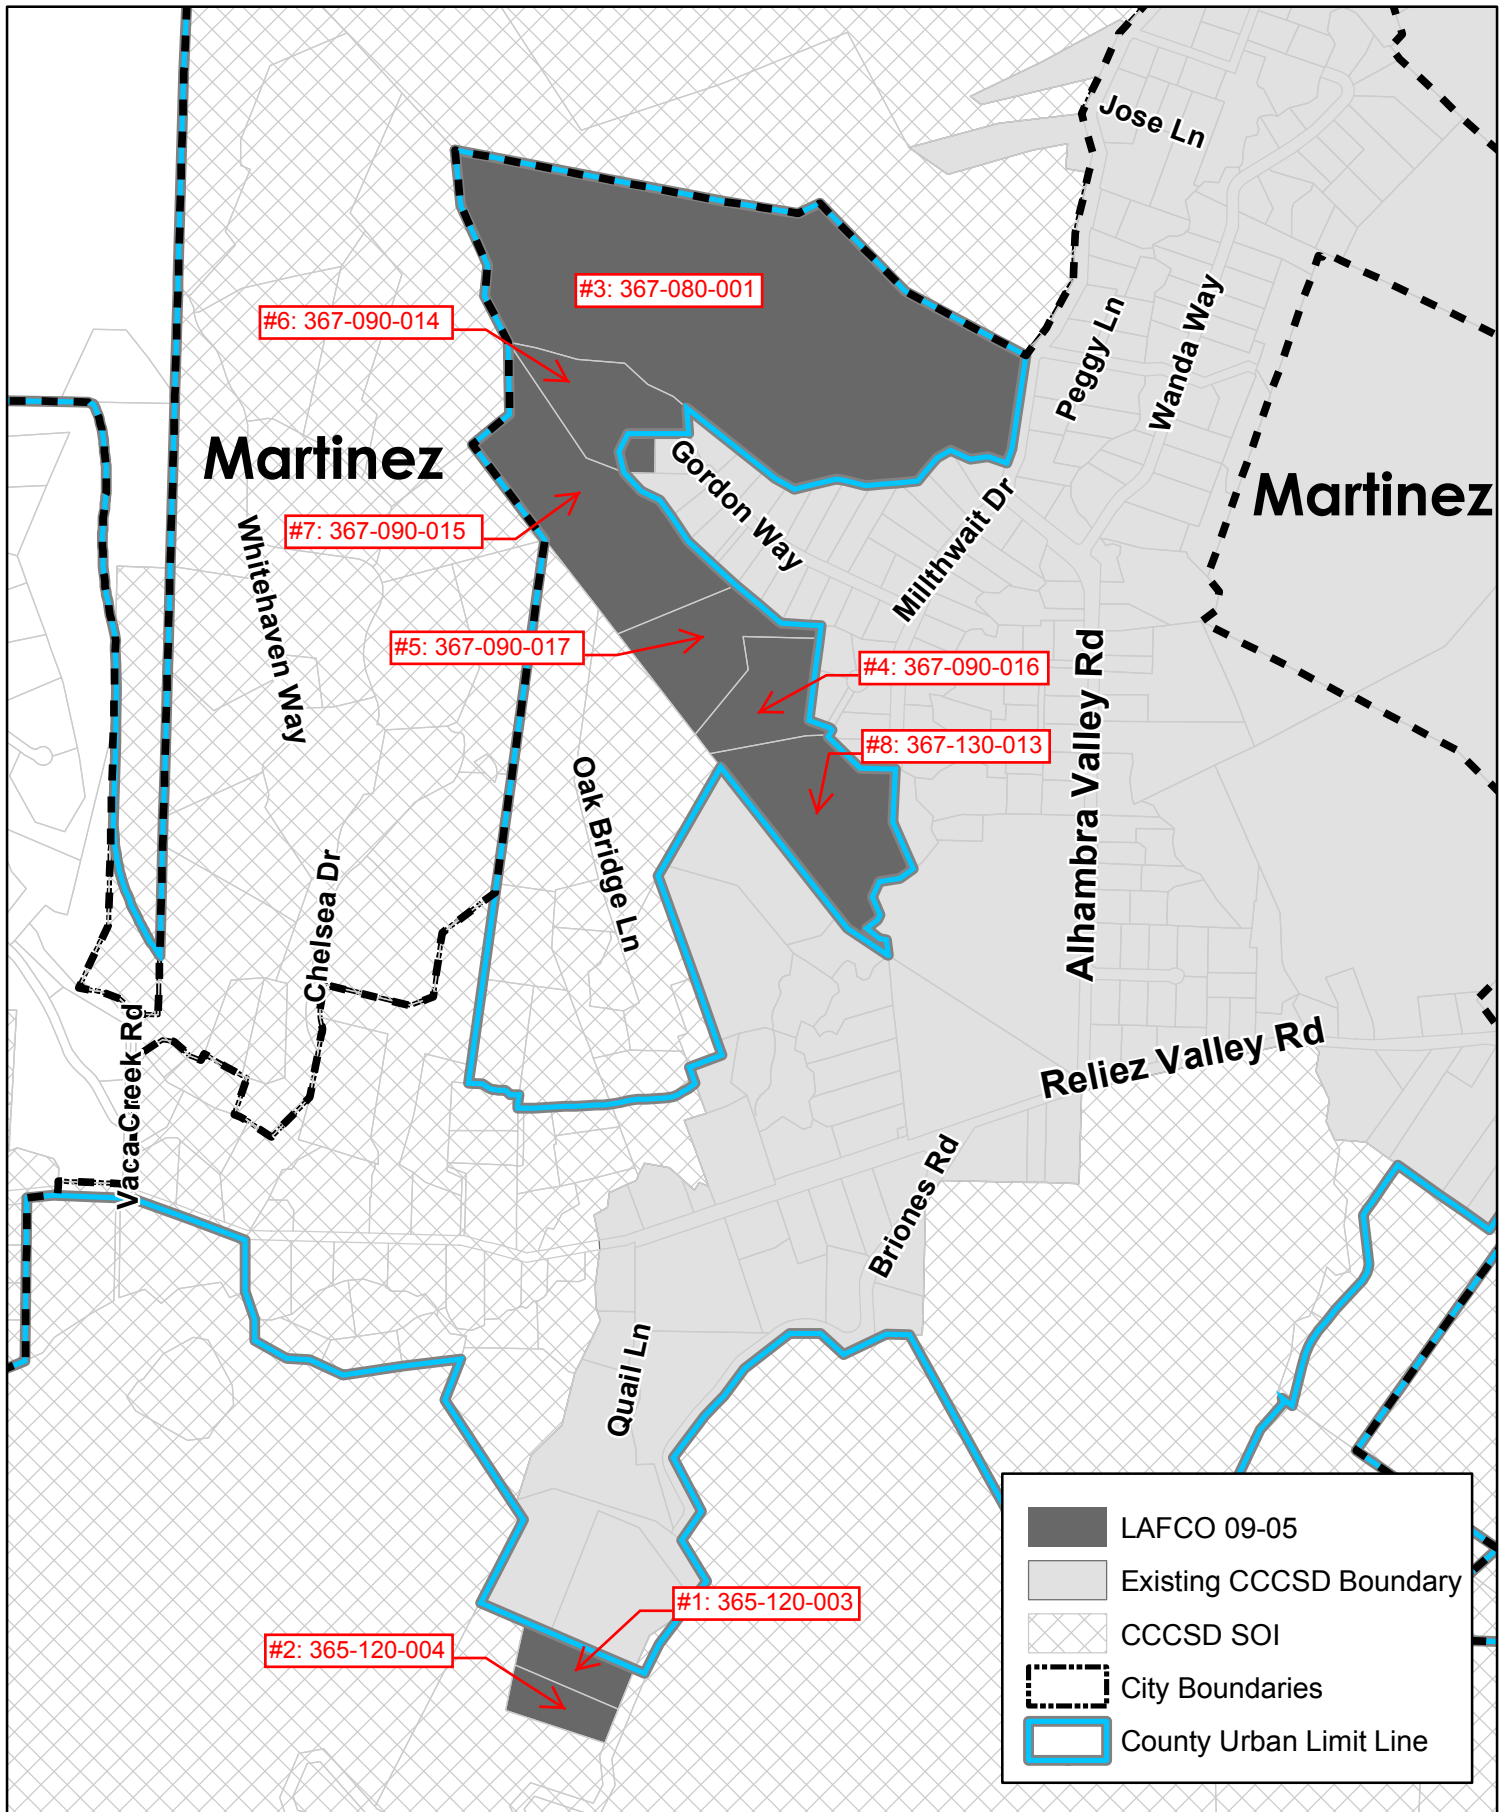 Jose Ln
#3: 367-080-001
#6: 367-090-014
Peggy Ln
Wanda Way
Martinez
Gordon Way
Martinez
#7: 367-090-015
Millthwait Dr
Whitehaven Way
#5: 367-090-017
#4: 367-090-016
#8: 367-130-013
Alhambra Valley Rd
Oak Bridge Ln
Chelsea Dr
Vaca Creek Rd
Reliez Valley Rd
Briones Rd
Quail Ln
#1: 365-120-003
#2: 365-120-004
LAFCO 09-05
Existing CCCSD Boundary
CCCSD SOI
City Boundaries
County Urban Limit Line